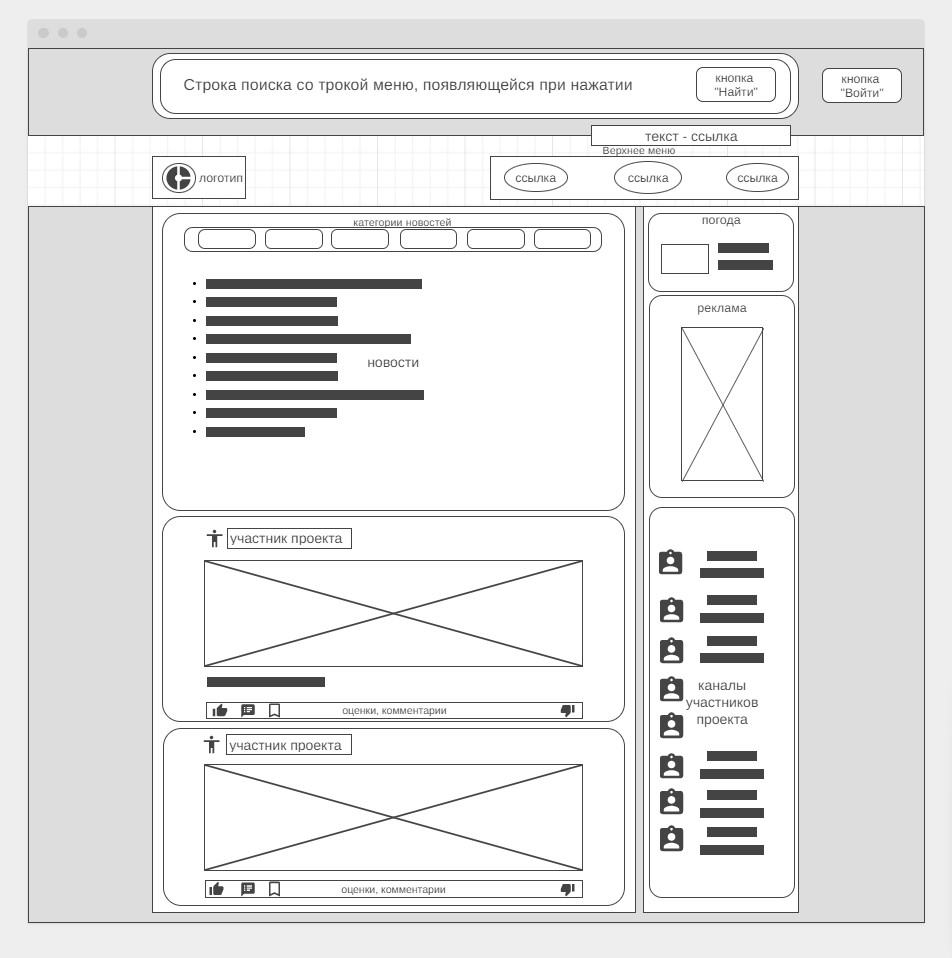 Строка поиска со трокой меню, появляющейся при нажатии
кнопка
"Найти"
кнопка
"Войти"
текст - ссылка
Верхнее меню
логотип
ссылка
ссылка
ссылка
категории новостей
погода
реклама
новости
участник проекта
оценки, комментарии
каналы
участников
проекта
участник проекта
оценки, комментарии